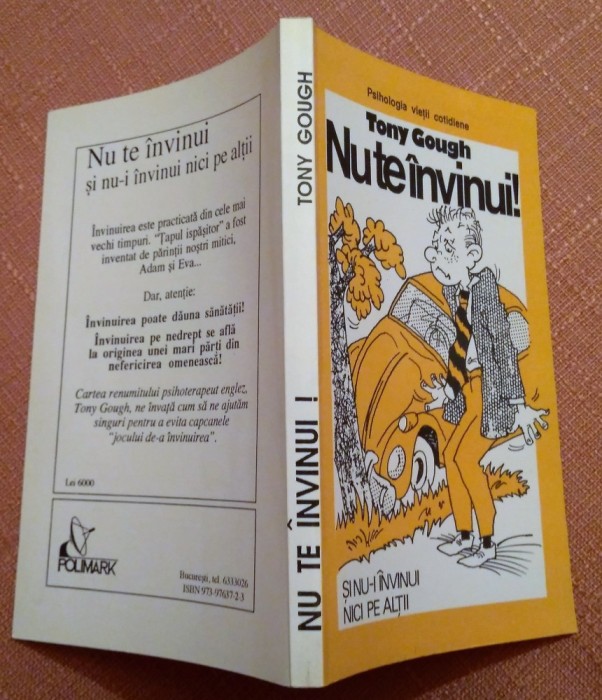 Nu te învinui
și nu-i învinui nici pe alții
Învinuirea este practicată din cele mai
vechi timpuri. "Țapul ispășitor" a fost
inventat de părinții noștri mitici,
Adam și Eva...
Dar, atenție:
Învinuirea poate dăuna sănătății!
Învinuirea pe nedrept se află
la originea unei mari părți din
nefericirea omenească!
Cartea renumitului psihoterapeut englez,
Tony Gough, ne învață cum să ne ajutăm
singuri pentru a evita capcanele
"jocului de-a învinuirea".
Lei 6000
POLIMARK
București, tel. 6333026
ISBN 973-97637-2-3
NU TE ÎNVINUI ! TONY GOUGH
Psihologia vieții cotidiene
Tony Gough
Nu te învinui!
ȘI NU-I ÎNVINUI
NICI PE ALȚII